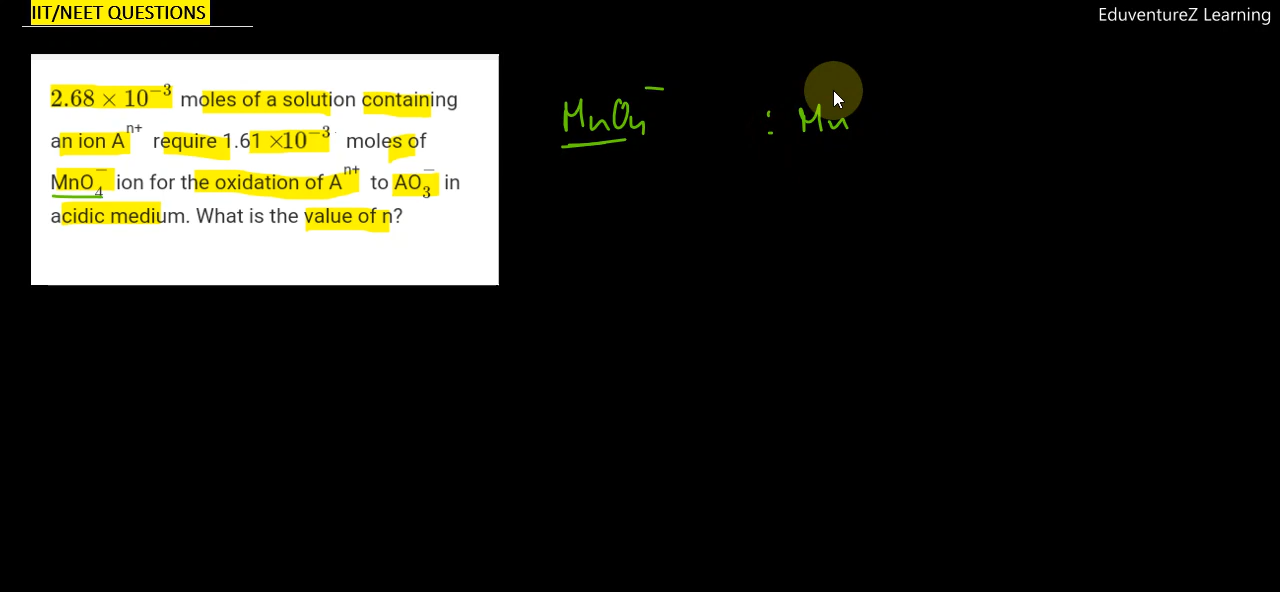 IIT/NEET QUESTIONS
EduventureZ Learning
2.68 × 10⁻³ moles of a solution containing
an ion Aⁿ⁺ require 1.61 ×10⁻³ moles of
MnO₄⁻ ion for the oxidation of Aⁿ⁺ to AO₃⁻ in
acidic medium. What is the value of n?
MnO₄⁻ : Mn